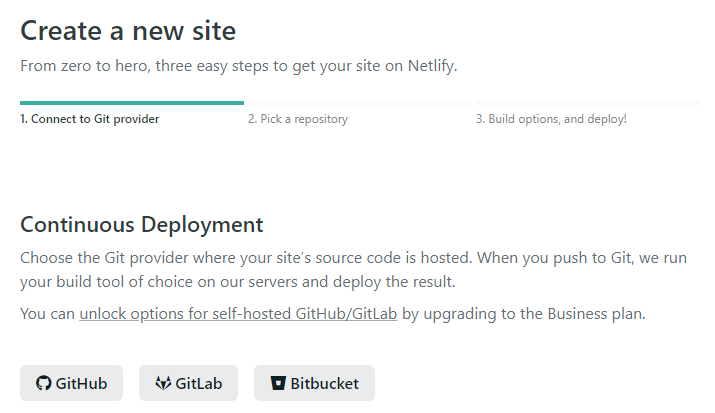 Create a new site
From zero to hero, three easy steps to get your site on Netlify.
1. Connect to Git provider
2. Pick a repository
3. Build options, and deploy!
Continuous Deployment
Choose the Git provider where your site’s source code is hosted. When you push to Git, we run
your build tool of choice on our servers and deploy the result.
You can unlock options for self-hosted GitHub/GitLab by upgrading to the Business plan.
GitHub
GitLab
Bitbucket